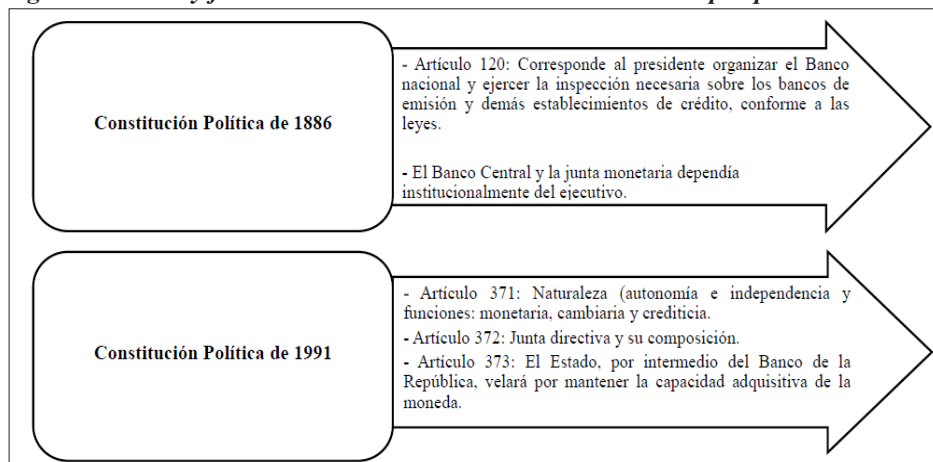 Constitución Política de 1886
- Artículo 120: Corresponde al presidente organizar el Banco
nacional y ejercer la inspección necesaria sobre los bancos de
emisión y demás establecimientos de crédito, conforme a las
leyes.
- El Banco Central y la junta monetaria dependía
institucionalmente del ejecutivo.
Constitución Política de 1991
- Artículo 371: Naturaleza (autonomía e independencia y
funciones: monetaria, cambiaria y crediticia.
- Artículo 372: Junta directiva y su composición.
- Artículo 373: El Estado, por intermedio del Banco de la
República, velará por mantener la capacidad adquisitiva de la
moneda.